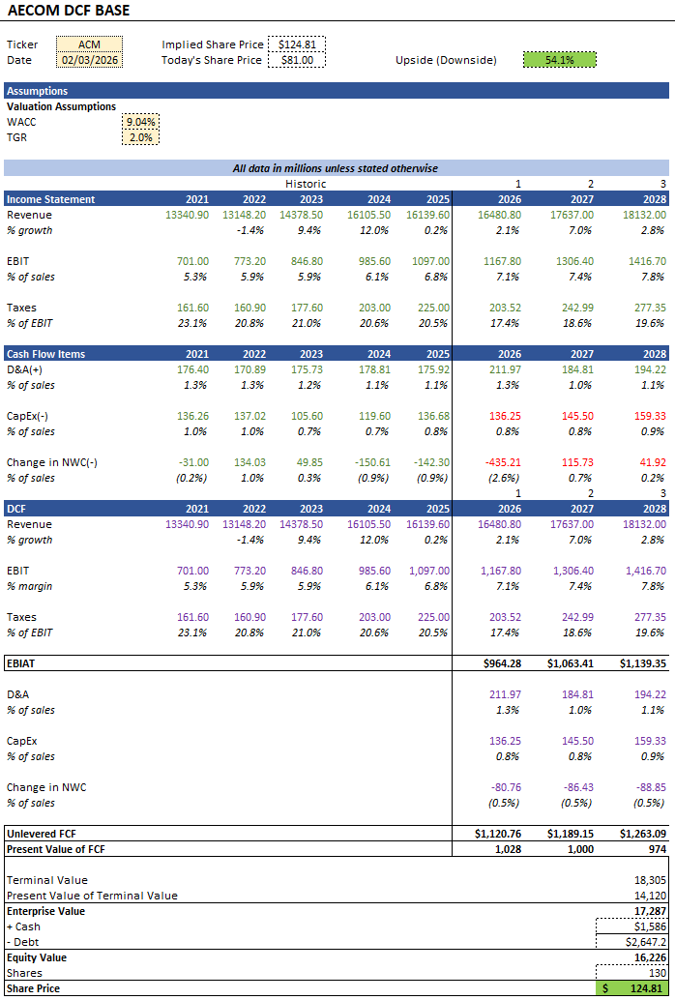 AECOM DCF BASE
Ticker ACM Implied Share Price $124.81
Date 02/03/2026 Today's Share Price $81.00 Upside (Downside) 54.1%
Assumptions
Valuation Assumptions
WACC 9.04%
TGR 2.0%
All data in millions unless stated otherwise
Historic 1 2 3
Income Statement 2021 2022 2023 2024 2025 2026 2027 2028
Revenue 13340.90 13148.20 14378.50 16105.50 16139.60 16480.80 17637.00 18132.00
% growth -1.4% 9.4% 12.0% 0.2% 2.1% 7.0% 2.8%
EBIT 701.00 773.20 846.80 985.60 1097.00 1167.80 1306.40 1416.70
% of sales 5.3% 5.9% 5.9% 6.1% 6.8% 7.1% 7.4% 7.8%
Taxes 161.60 160.90 177.60 203.00 225.00 203.52 242.99 277.35
% of EBIT 23.1% 20.8% 21.0% 20.6% 20.5% 17.4% 18.6% 19.6%
Cash Flow Items 2021 2022 2023 2024 2025 2026 2027 2028
D&A(+) 176.40 170.89 175.73 178.81 175.92 211.97 184.81 194.22
% of sales 1.3% 1.3% 1.2% 1.1% 1.1% 1.3% 1.0% 1.1%
CapEx(-) 136.26 137.02 105.60 119.60 136.68 136.25 145.50 159.33
% of sales 1.0% 1.0% 0.7% 0.7% 0.8% 0.8% 0.8% 0.9%
Change in NWC(-) -31.00 134.03 49.85 -150.61 -142.30 -435.21 115.73 41.92
% of sales (0.2%) 1.0% 0.3% (0.9%) (0.9%) (2.6%) 0.7% 0.2%
1 2 3
DCF 2021 2022 2023 2024 2025 2026 2027 2028
Revenue 13340.90 13148.20 14378.50 16105.50 16139.60 16480.80 17637.00 18132.00
% growth -1.4% 9.4% 12.0% 0.2% 2.1% 7.0% 2.8%
EBIT 701.00 773.20 846.80 985.60 1,097.00 1,167.80 1,306.40 1,416.70
% margin 5.3% 5.9% 5.9% 6.1% 6.8% 7.1% 7.4% 7.8%
Taxes 161.60 160.90 177.60 203.00 225.00 203.52 242.99 277.35
% of EBIT 23.1% 20.8% 21.0% 20.6% 20.5% 17.4% 18.6% 19.6%
EBIAT $964.28 $1,063.41 $1,139.35
D&A 211.97 184.81 194.22
% of sales 1.3% 1.0% 1.1%
CapEx 136.25 145.50 159.33
% of sales 0.8% 0.8% 0.9%
Change in NWC -80.76 -86.43 -88.85
% of sales (0.5%) (0.5%) (0.5%)
Unlevered FCF $1,120.76 $1,189.15 $1,263.09
Present Value of FCF 1,028 1,000 974
Terminal Value 18,305
Present Value of Terminal Value 14,120
Enterprise Value 17,287
+ Cash $1,586
- Debt $2,647.2
Equity Value 16,226
Shares 130
Share Price $ 124.81